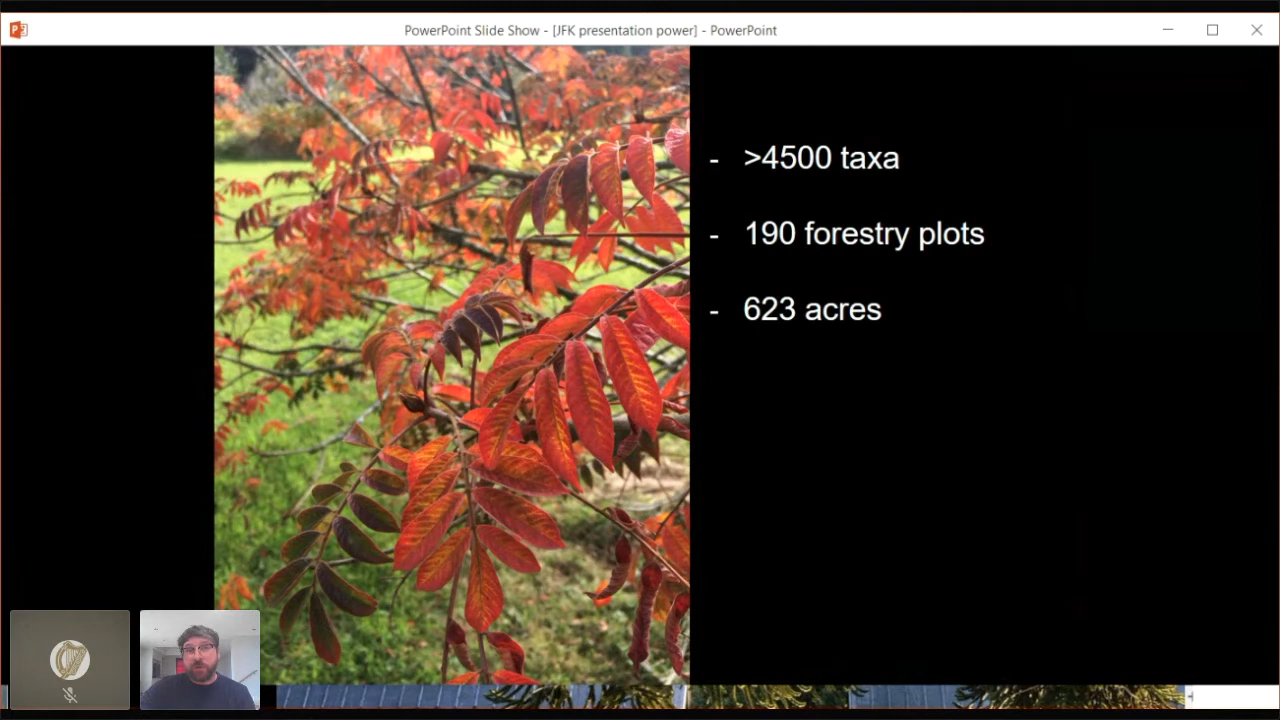 PowerPoint Slide Show - [JFK presentation power] - PowerPoint
- >4500 taxa
- 190 forestry plots
- 623 acres